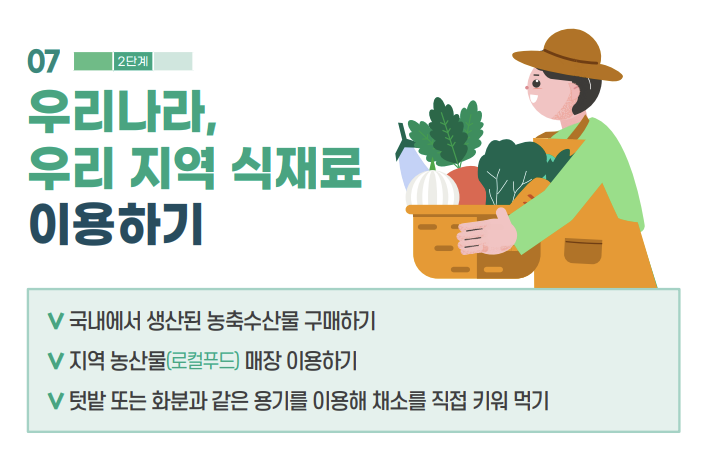 07 2단계
우리나라,
우리 지역 식재료
이용하기
V 국내에서 생산된 농축수산물 구매하기
V 지역 농산물(로컬푸드) 매장 이용하기
V 텃밭 또는 화분과 같은 용기를 이용해 채소를 직접 키워 먹기